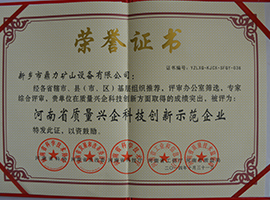 荣誉证书
新乡市鼎力矿山设备有限公司：
经各省辖市、县（市、区）基层组织推荐，评审办公室筛选，专家
综合评审，贵单位在质量兴企科技创新方面取得的成绩突出，被评为：
河南省质量兴企科技创新示范企业
特发此证，以资鼓励。